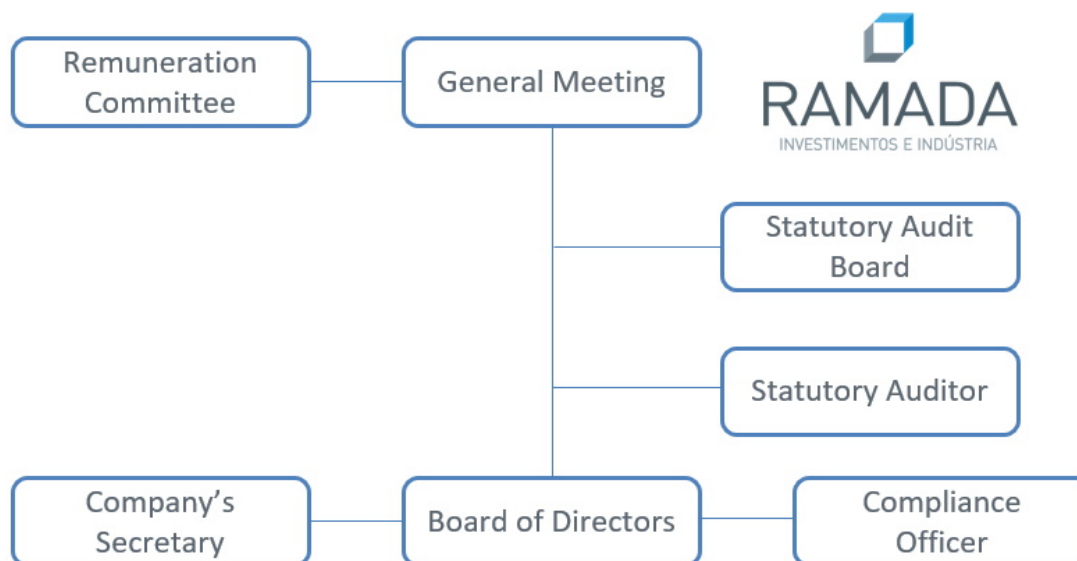 Remuneration
Committee
General Meeting
RAMADA
INVESTIMENTOS E INDÚSTRIA
Statutory Audit
Board
Statutory Auditor
Company’s
Secretary
Board of Directors
Compliance
Officer